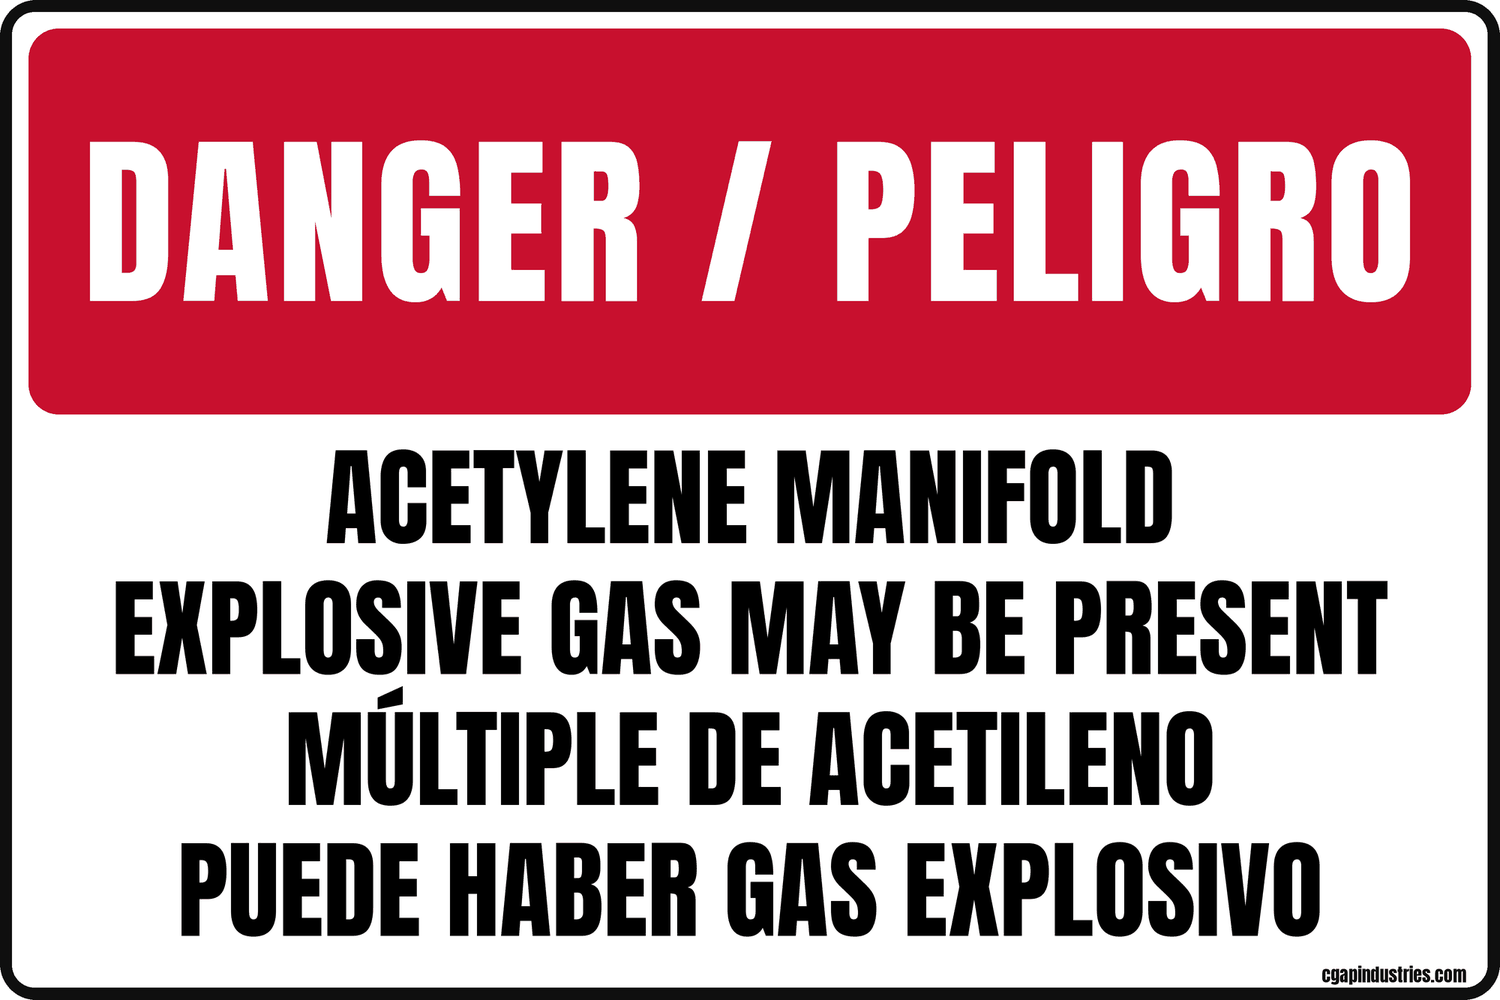 DANGER / PELIGRO
ACETYLENE MANIFOLD
EXPLOSIVE GAS MAY BE PRESENT
MÚLTIPLE DE ACETILENO
PUEDE HABER GAS EXPLOSIVO
cgapindustries.com